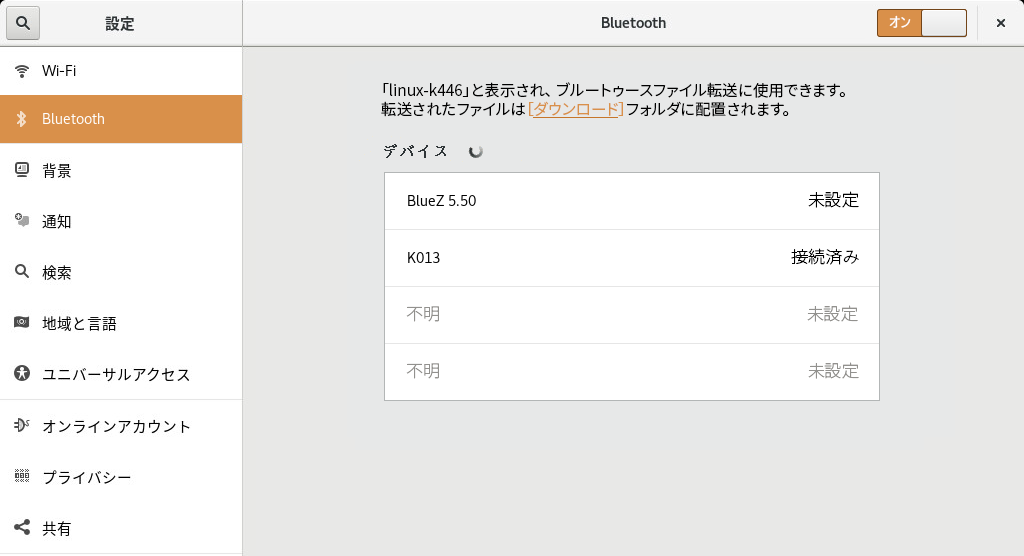 設定
Bluetooth
オン
Wi-Fi
Bluetooth
背景
通知
検索
地域と言語
ユニバーサルアクセス
オンラインアカウント
プライバシー
共有
「linux-k446」と表示され、ブルートゥースファイル転送に使用できます。
転送されたファイルは[ダウンロード]フォルダに配置されます。
デバイス
BlueZ 5.50 未設定
K013 接続済み
不明 未設定
不明 未設定